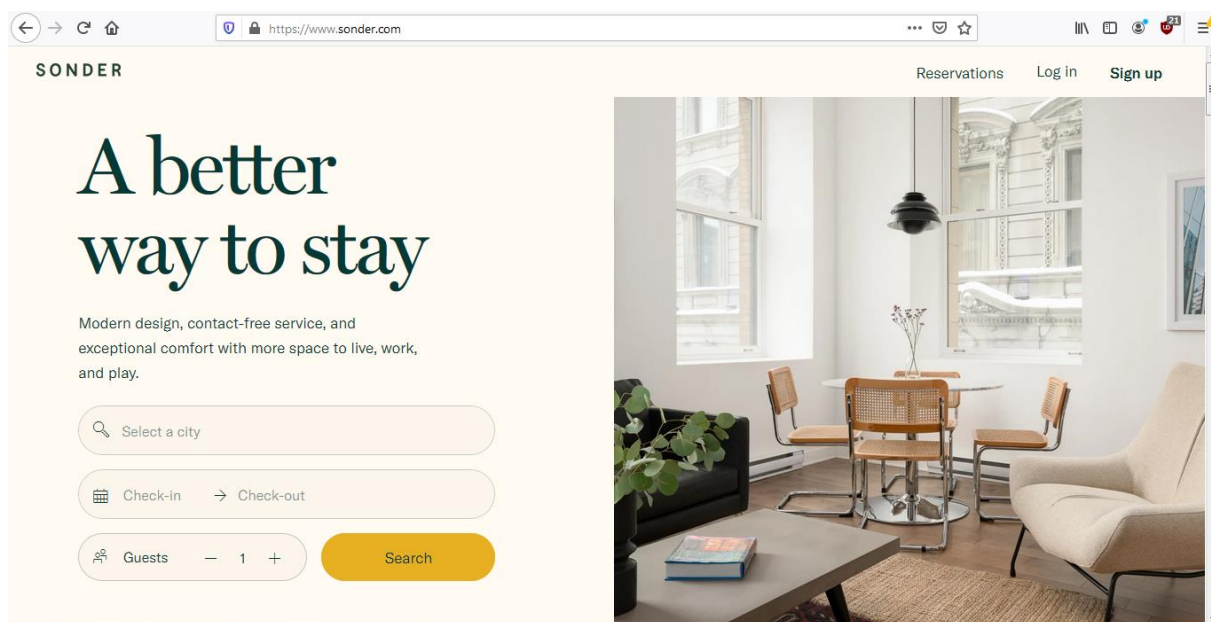 21
https://www.sonder.com
SONDER
Reservations
Log in
Sign up
A better
way to stay
Modern design, contact-free service, and
exceptional comfort with more space to live, work,
and play.
Select a city
Check-in → Check-out
Guests — 1 +
Search